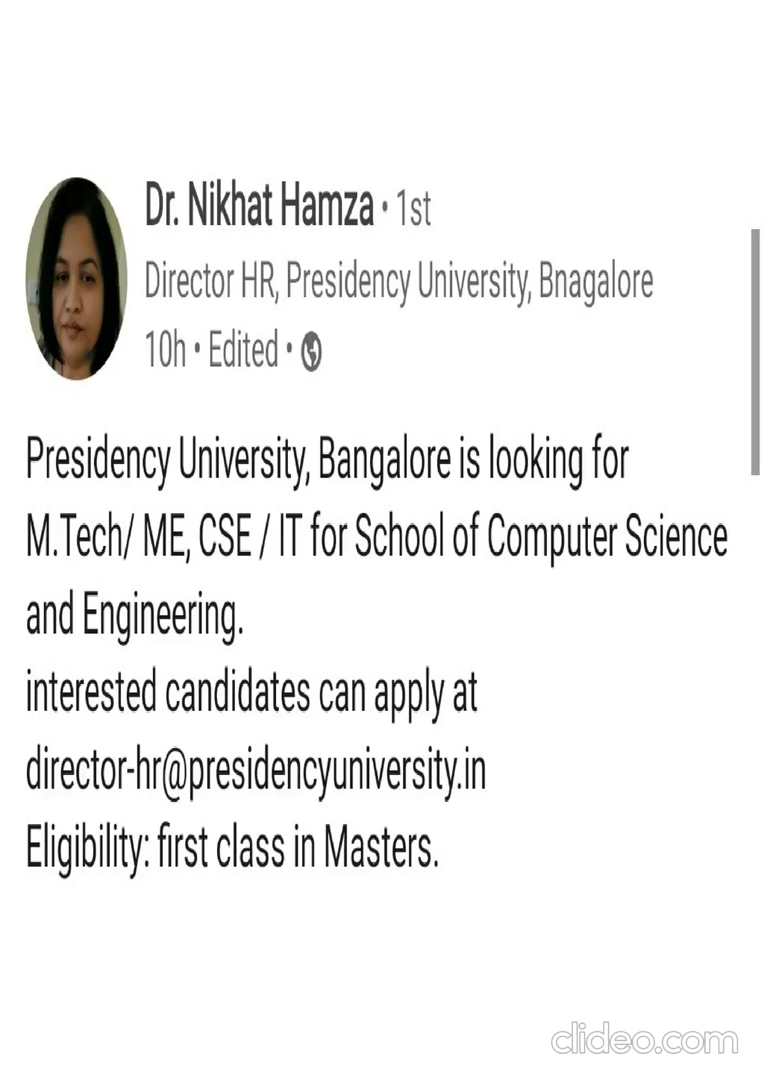 Dr. Nikhat Hamza • 1st
Director HR, Presidency University, Bnagalore
10h • Edited •
Presidency University, Bangalore is looking for
M.Tech/ ME, CSE / IT for School of Computer Science
and Engineering.
interested candidates can apply at
director-hr@presidencyuniversity.in
Eligibility: first class in Masters.
clideo.com